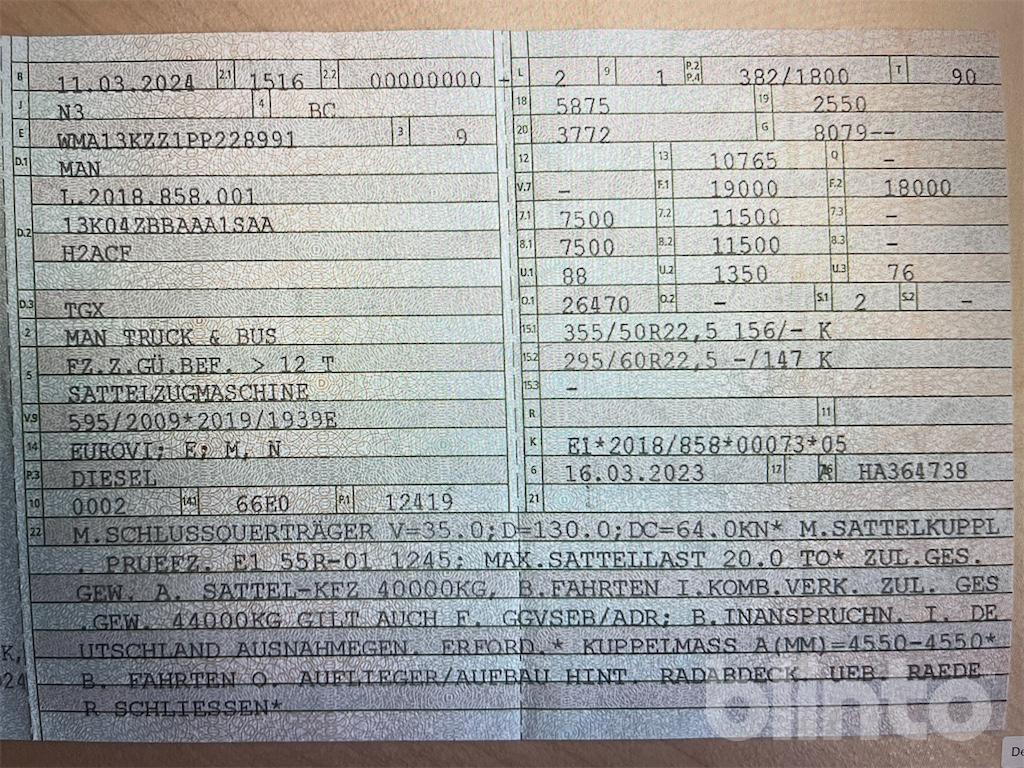 B 11.03.2024 2.1 1516 2.2 00000000 - L 2 9 1 P.2 P.4 382/1800 T 90
J N3 4 BC 18 5875 19 2550
E WMA13KZZ1PP228991 3 9 20 3772 G 8079--
D.1 MAN 12 13 10765 Q -
L.2018.858.001 V.7 - F.1 19000 F.2 18000
D.2 13K04ZBBAAA1SAA 7.1 7500 7.2 11500 7.3 -
H2ACF 8.1 7500 8.2 11500 8.3 -
U.1 88 U.2 1350 U.3 76
D.3 TGX O.1 26470 O.2 - S.1 2 S.2 -
2 MAN TRUCK & BUS 15.1 355/50R22,5 156/- K
5 FZ.Z.GÜ.BEF. > 12 T 15.2 295/60R22,5 -/147 K
SATTELZUGMASCHINE 15.3 -
V.9 595/2009*2019/1939E R 11
14 EUROVI; E; M, N K E1*2018/858*00073*05
P.3 DIESEL 6 16.03.2023 17 16 HA364738
10 0002 14.1 66E0 P.1 12419 21
22 M.SCHLUSSQUERTRÄGER V=35.0;D=130.0;DC=64.0KN* M.SATTELKUPPL
. PRUEFZ. E1 55R-01 1245; MAX.SATTELLAST 20.0 TO* ZUL.GES.
GEW. A. SATTEL-KFZ 40000KG, B.FAHRTEN I.KOMB.VERK. ZUL. GES
.GEW. 44000KG GILT AUCH F. GGVSEB/ADR; B.INANSPRUCHN. I. DE
UTSCHLAND AUSNAHMEGEN. ERFORD.* KUPPELMASS A(MM)=4550-4550*
B. FAHRTEN O. AUFLIEGER/AUFBAU HINT. RADABDECK. UEB. RAEDE
R SCHLIESSEN*
K,
024
blinto
De